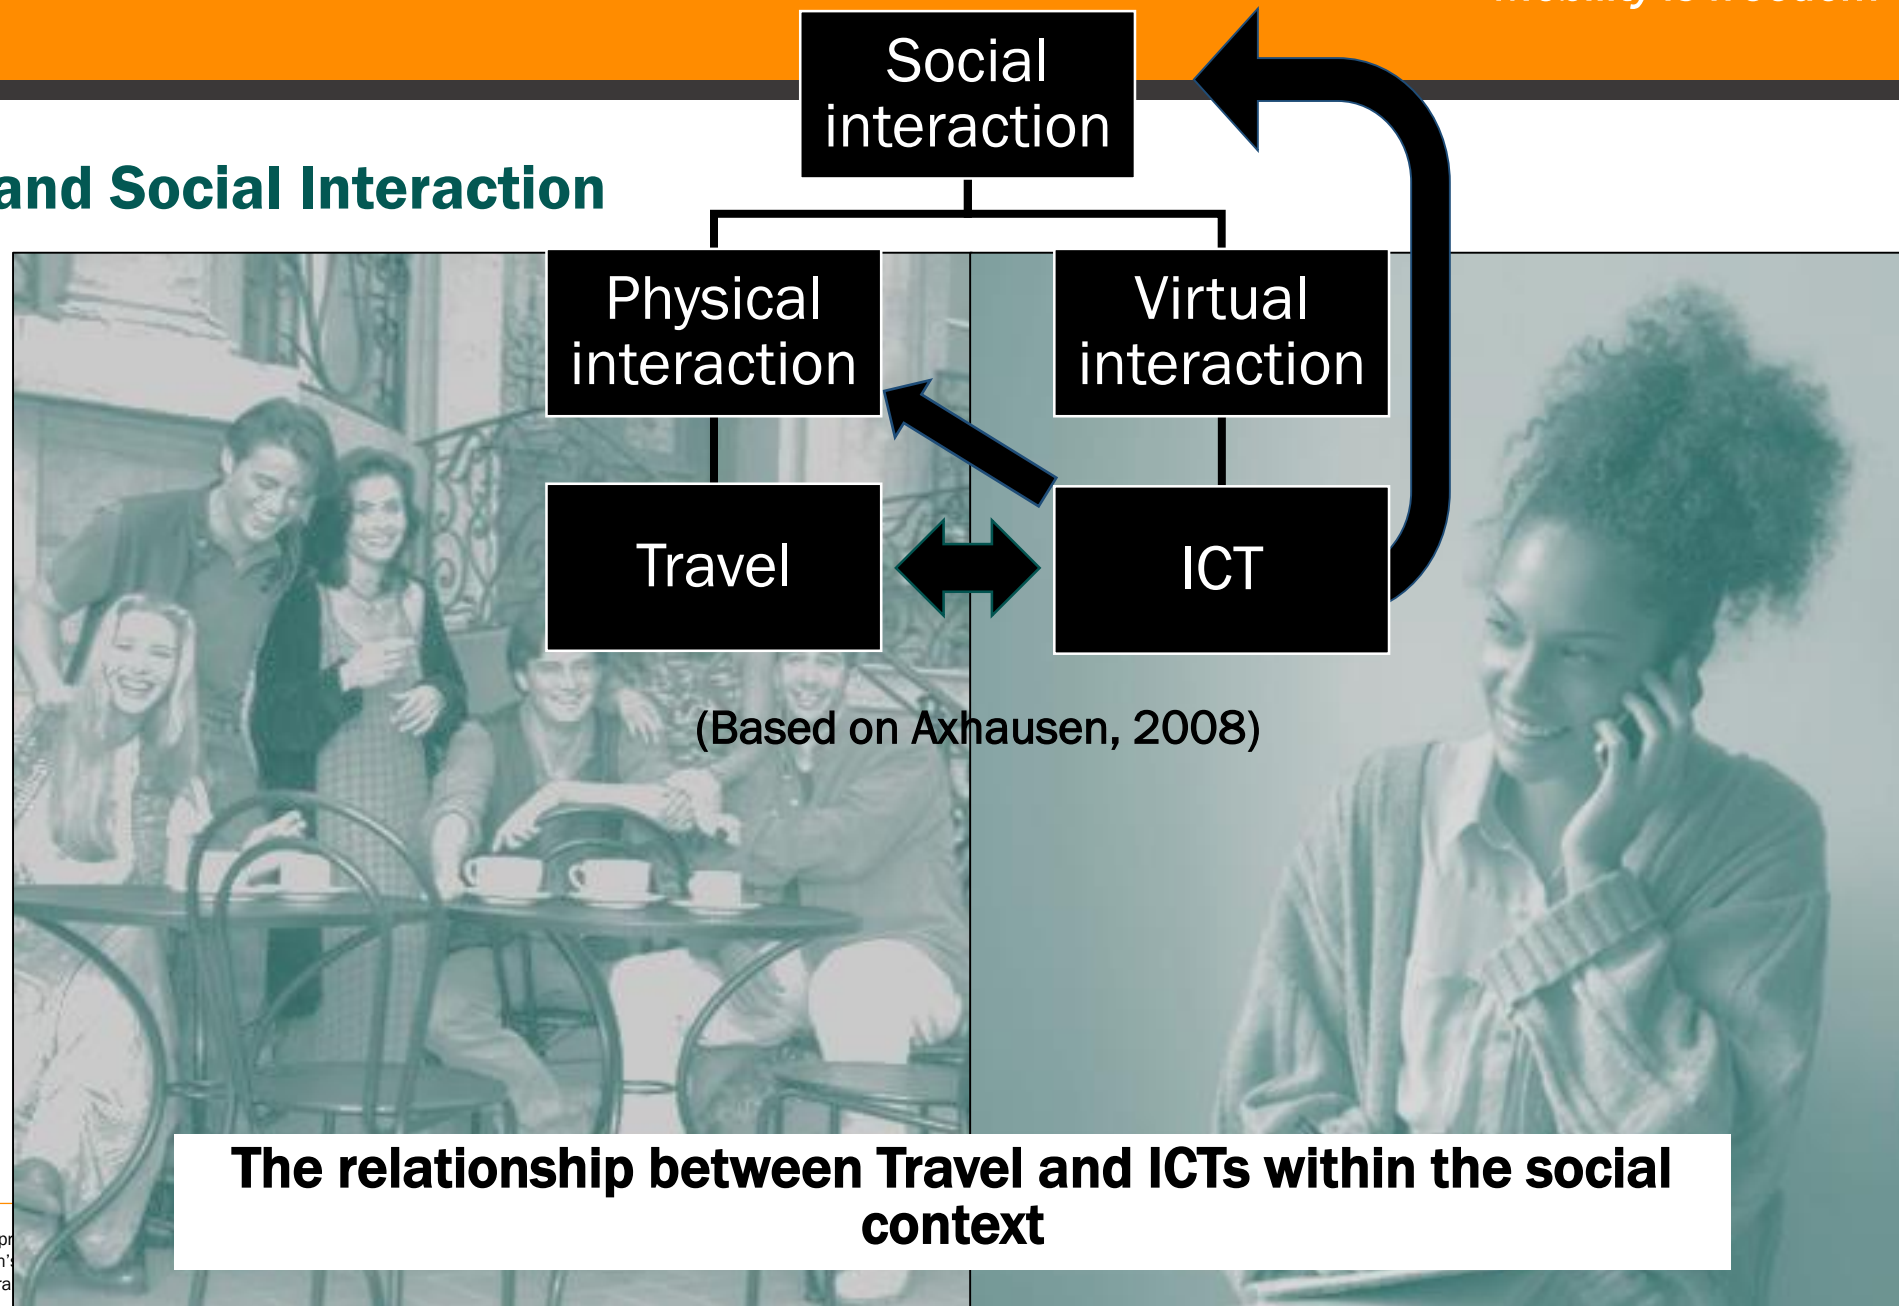 Social
interaction
and Social Interaction
Physical
interaction
Virtual
interaction
Travel
ICT
(Based on Axhausen, 2008)
The relationship between Travel and ICTs within the social
context